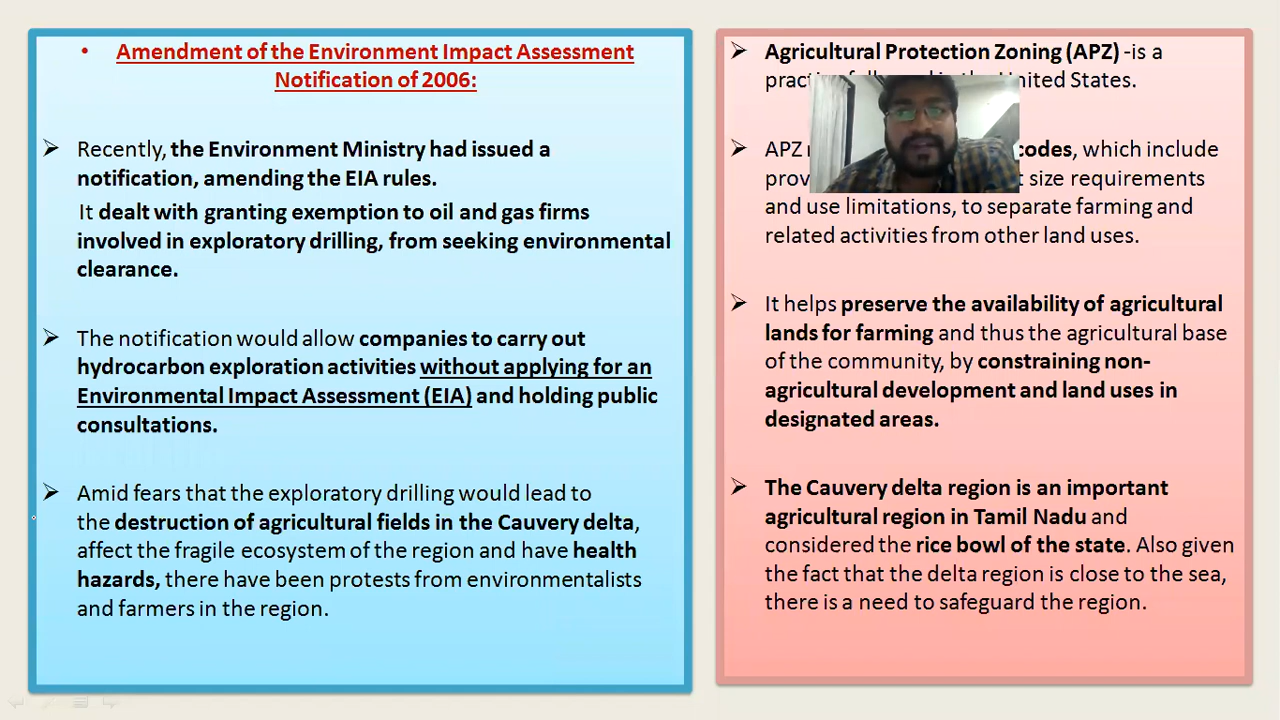 • Amendment of the Environment Impact Assessment
Notification of 2006:
Recently, the Environment Ministry had issued a
notification, amending the EIA rules.
It dealt with granting exemption to oil and gas firms
involved in exploratory drilling, from seeking environmental
clearance.
The notification would allow companies to carry out
hydrocarbon exploration activities without applying for an
Environmental Impact Assessment (EIA) and holding public
consultations.
Amid fears that the exploratory drilling would lead to
the destruction of agricultural fields in the Cauvery delta,
affect the fragile ecosystem of the region and have health
hazards, there have been protests from environmentalists
and farmers in the region.
Agricultural Protection Zoning (APZ) -is a
United States.
APZ codes, which include
size requirements
and use limitations, to separate farming and
related activities from other land uses.
It helps preserve the availability of agricultural
lands for farming and thus the agricultural base
of the community, by constraining non-
agricultural development and land uses in
designated areas.
The Cauvery delta region is an important
agricultural region in Tamil Nadu and
considered the rice bowl of the state. Also given
the fact that the delta region is close to the sea,
there is a need to safeguard the region.